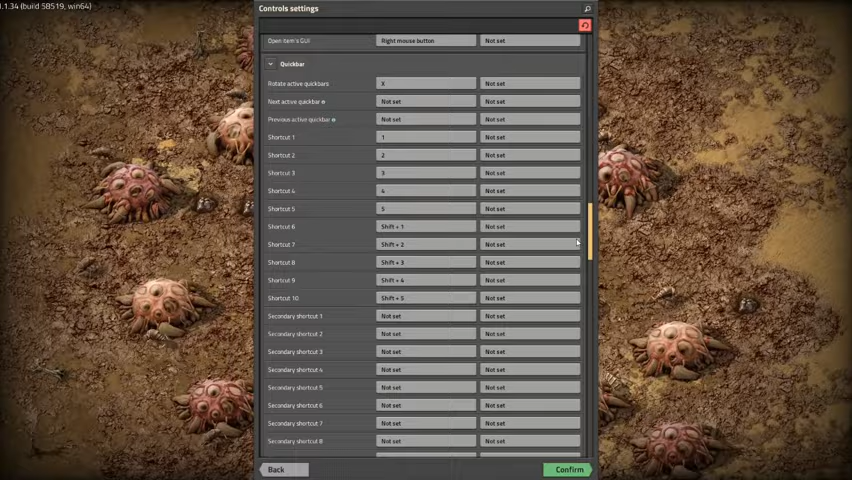 1.1.34 (build 58519, win64)
Controls settings
Open item's GUI Right mouse button Not set
Quickbar
Rotate active quickbars X Not set
Next active quickbar Not set Not set
Previous active quickbar Not set Not set
Shortcut 1 1 Not set
Shortcut 2 2 Not set
Shortcut 3 3 Not set
Shortcut 4 4 Not set
Shortcut 5 5 Not set
Shortcut 6 Shift + 1 Not set
Shortcut 7 Shift + 2 Not set
Shortcut 8 Shift + 3 Not set
Shortcut 9 Shift + 4 Not set
Shortcut 10 Shift + 5 Not set
Secondary shortcut 1 Not set Not set
Secondary shortcut 2 Not set Not set
Secondary shortcut 3 Not set Not set
Secondary shortcut 4 Not set Not set
Secondary shortcut 5 Not set Not set
Secondary shortcut 6 Not set Not set
Secondary shortcut 7 Not set Not set
Secondary shortcut 8 Not set Not set
Back Confirm